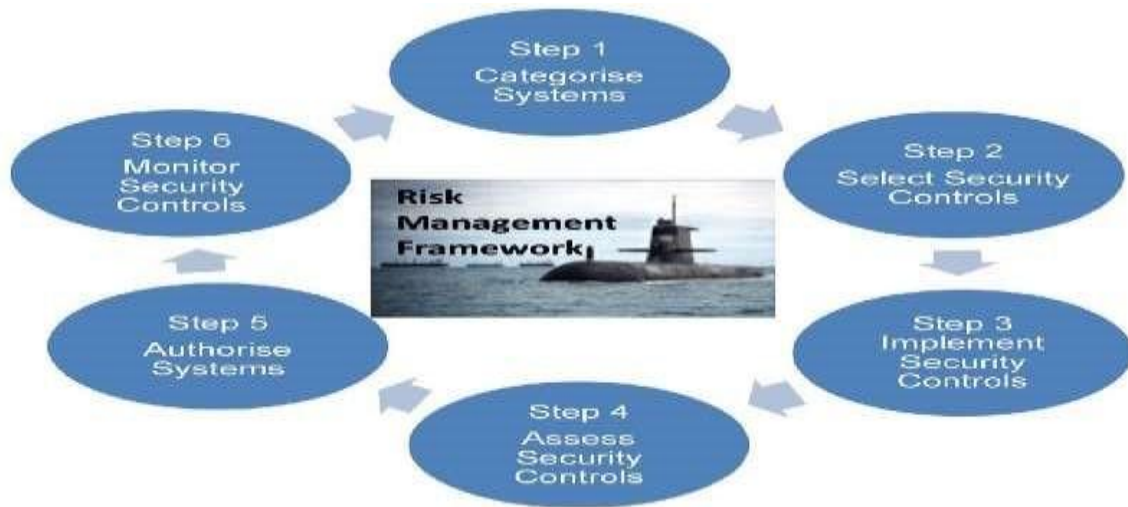 Step 1
Categorise
Systems
Step 2
Select Security
Controls
Step 3
Implement
Security
Controls
Step 4
Assess
Security
Controls
Step 5
Authorise
Systems
Step 6
Monitor
Security
Controls
Risk
Management
Framework